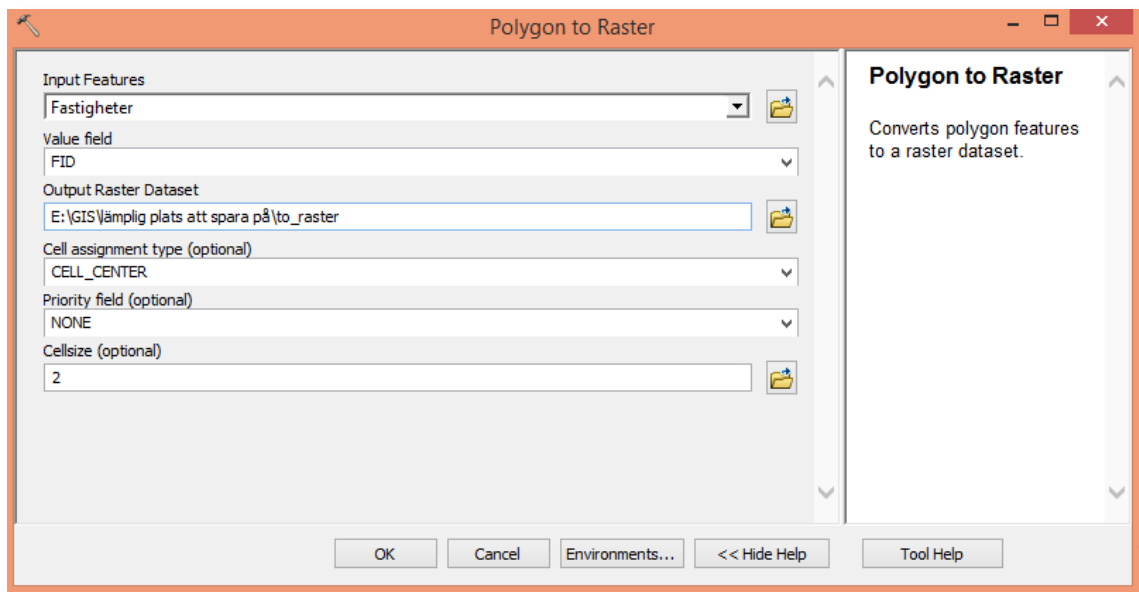 Polygon to Raster
Input Features
Fastigheter
Value field
FID
Output Raster Dataset
E:\GIS\lämplig plats att spara på\to_raster
Cell assignment type (optional)
CELL_CENTER
Priority field (optional)
NONE
Cellsize (optional)
2
Polygon to Raster
Converts polygon features
to a raster dataset.
OK
Cancel
Environments...
<< Hide Help
Tool Help